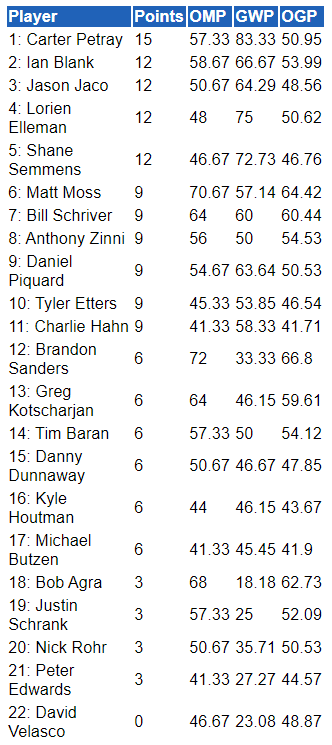 Player Points OMP GWP OGP
1: Carter Petray 15 57.33 83.33 50.95
2: Ian Blank 12 58.67 66.67 53.99
3: Jason Jaco 12 50.67 64.29 48.56
4: Lorien
Elleman 12 48 75 50.62
5: Shane
Semmens 12 46.67 72.73 46.76
6: Matt Moss 9 70.67 57.14 64.42
7: Bill Schriver 9 64 60 60.44
8: Anthony Zinni 9 56 50 54.53
9: Daniel
Piquard 9 54.67 63.64 50.53
10: Tyler Etters 9 45.33 53.85 46.54
11: Charlie Hahn 9 41.33 58.33 41.71
12: Brandon
Sanders 6 72 33.33 66.8
13: Greg
Kotscharjan 6 64 46.15 59.61
14: Tim Baran 6 57.33 50 54.12
15: Danny
Dunnaway 6 50.67 46.67 47.85
16: Kyle
Houtman 6 44 46.15 43.67
17: Michael
Butzen 6 41.33 45.45 41.9
18: Bob Agra 3 68 18.18 62.73
19: Justin
Schrank 3 57.33 25 52.09
20: Nick Rohr 3 50.67 35.71 50.53
21: Peter
Edwards 3 41.33 27.27 44.57
22: David
Velasco 0 46.67 23.08 48.87